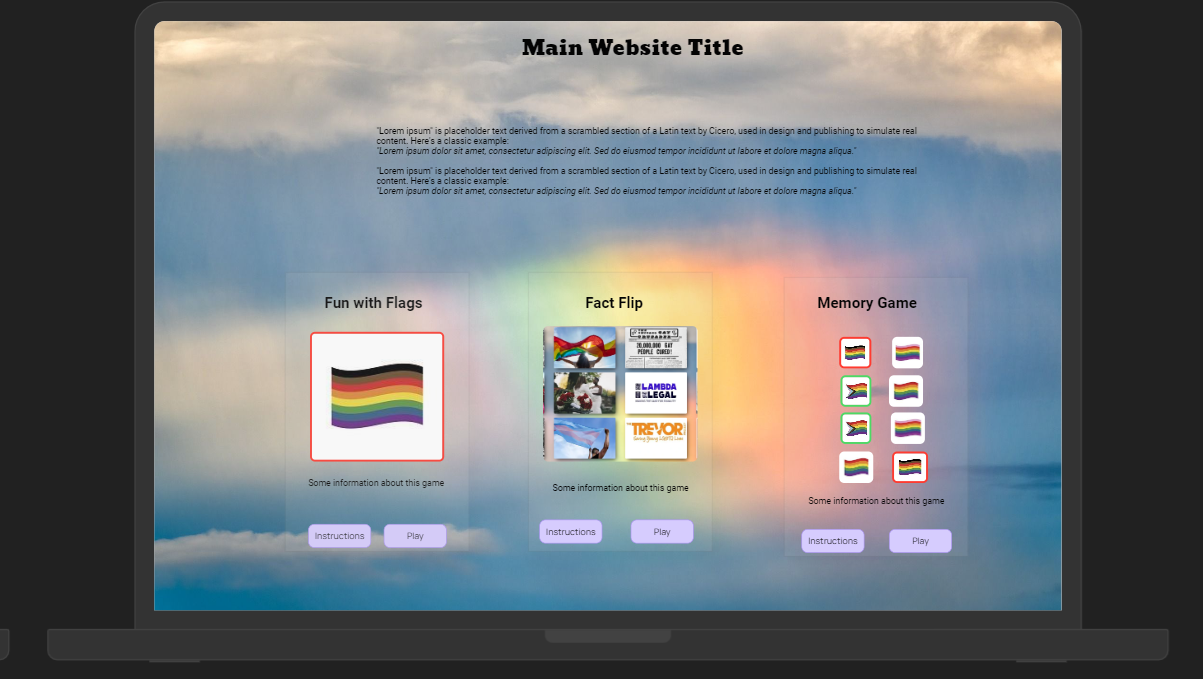 Main Website Title
"Lorem ipsum" is placeholder text derived from a scrambled section of a Latin text by Cicero, used in design and publishing to simulate real
content. Here's a classic example:
"Lorem ipsum dolor sit amet, consectetur adipiscing elit. Sed do eiusmod tempor incididunt ut labore et dolore magna aliqua."
"Lorem ipsum" is placeholder text derived from a scrambled section of a Latin text by Cicero, used in design and publishing to simulate real
content. Here's a classic example:
"Lorem ipsum dolor sit amet, consectetur adipiscing elit. Sed do eiusmod tempor incididunt ut labore et dolore magna aliqua."
Fun with Flags
Some information about this game
Instructions
Play
Fact Flip
20,000,000 GAY
PEOPLE CURED!
LAMBDA
LEGAL
TREVOR
Some information about this game
Instructions
Play
Memory Game
Some information about this game
Instructions
Play